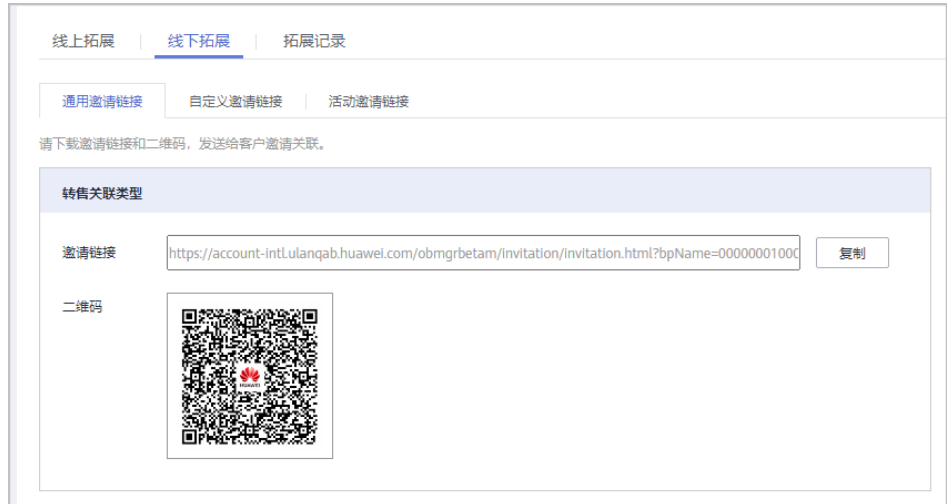 线上拓展 线下拓展 拓展记录
通用邀请链接 自定义邀请链接 活动邀请链接
请下载邀请链接和二维码，发送给客户邀请关联。
转售关联类型
邀请链接 https://account-intl.ulanqab.huawei.com/obmgrbetam/invitation/invitation.html?bpName=00000001000 复制
二维码
HUAWEI